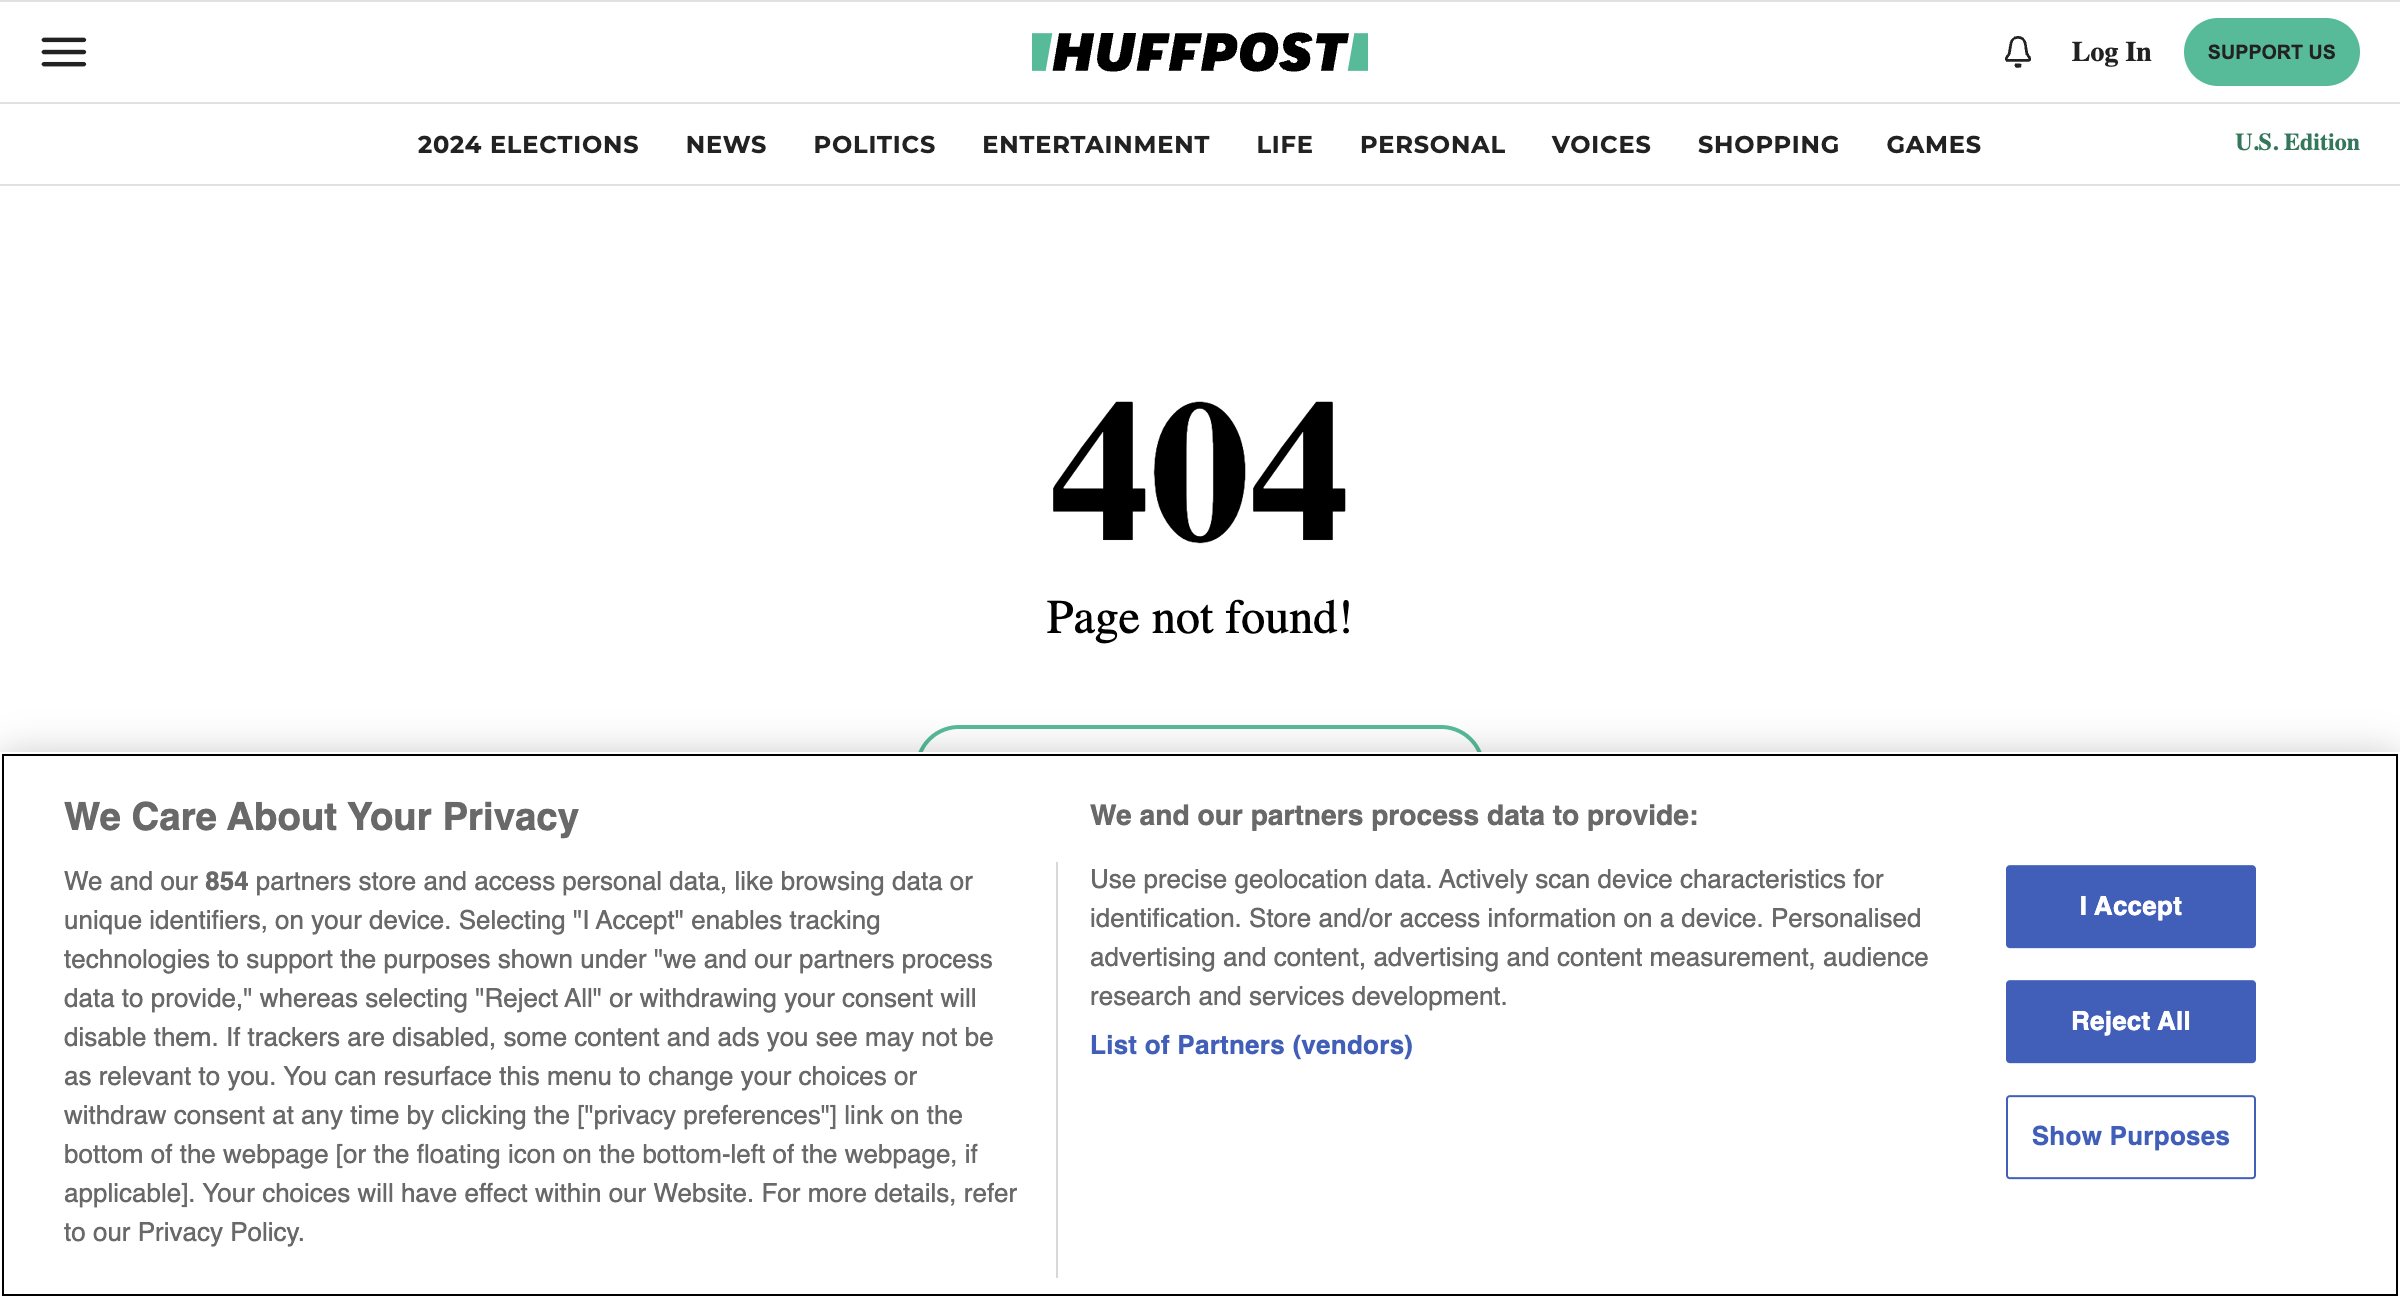 HUFFPOST
Log In
SUPPORT US
2024 ELECTIONS NEWS POLITICS ENTERTAINMENT LIFE PERSONAL VOICES SHOPPING GAMES
U.S. Edition
404
Page not found!
We Care About Your Privacy
We and our 854 partners store and access personal data, like browsing data or
unique identifiers, on your device. Selecting "I Accept" enables tracking
technologies to support the purposes shown under "we and our partners process
data to provide," whereas selecting "Reject All" or withdrawing your consent will
disable them. If trackers are disabled, some content and ads you see may not be
as relevant to you. You can resurface this menu to change your choices or
withdraw consent at any time by clicking the ["privacy preferences"] link on the
bottom of the webpage [or the floating icon on the bottom-left of the webpage, if
applicable]. Your choices will have effect within our Website. For more details, refer
to our Privacy Policy.
We and our partners process data to provide:
Use precise geolocation data. Actively scan device characteristics for
identification. Store and/or access information on a device. Personalised
advertising and content, advertising and content measurement, audience
research and services development.
List of Partners (vendors)
I Accept
Reject All
Show Purposes